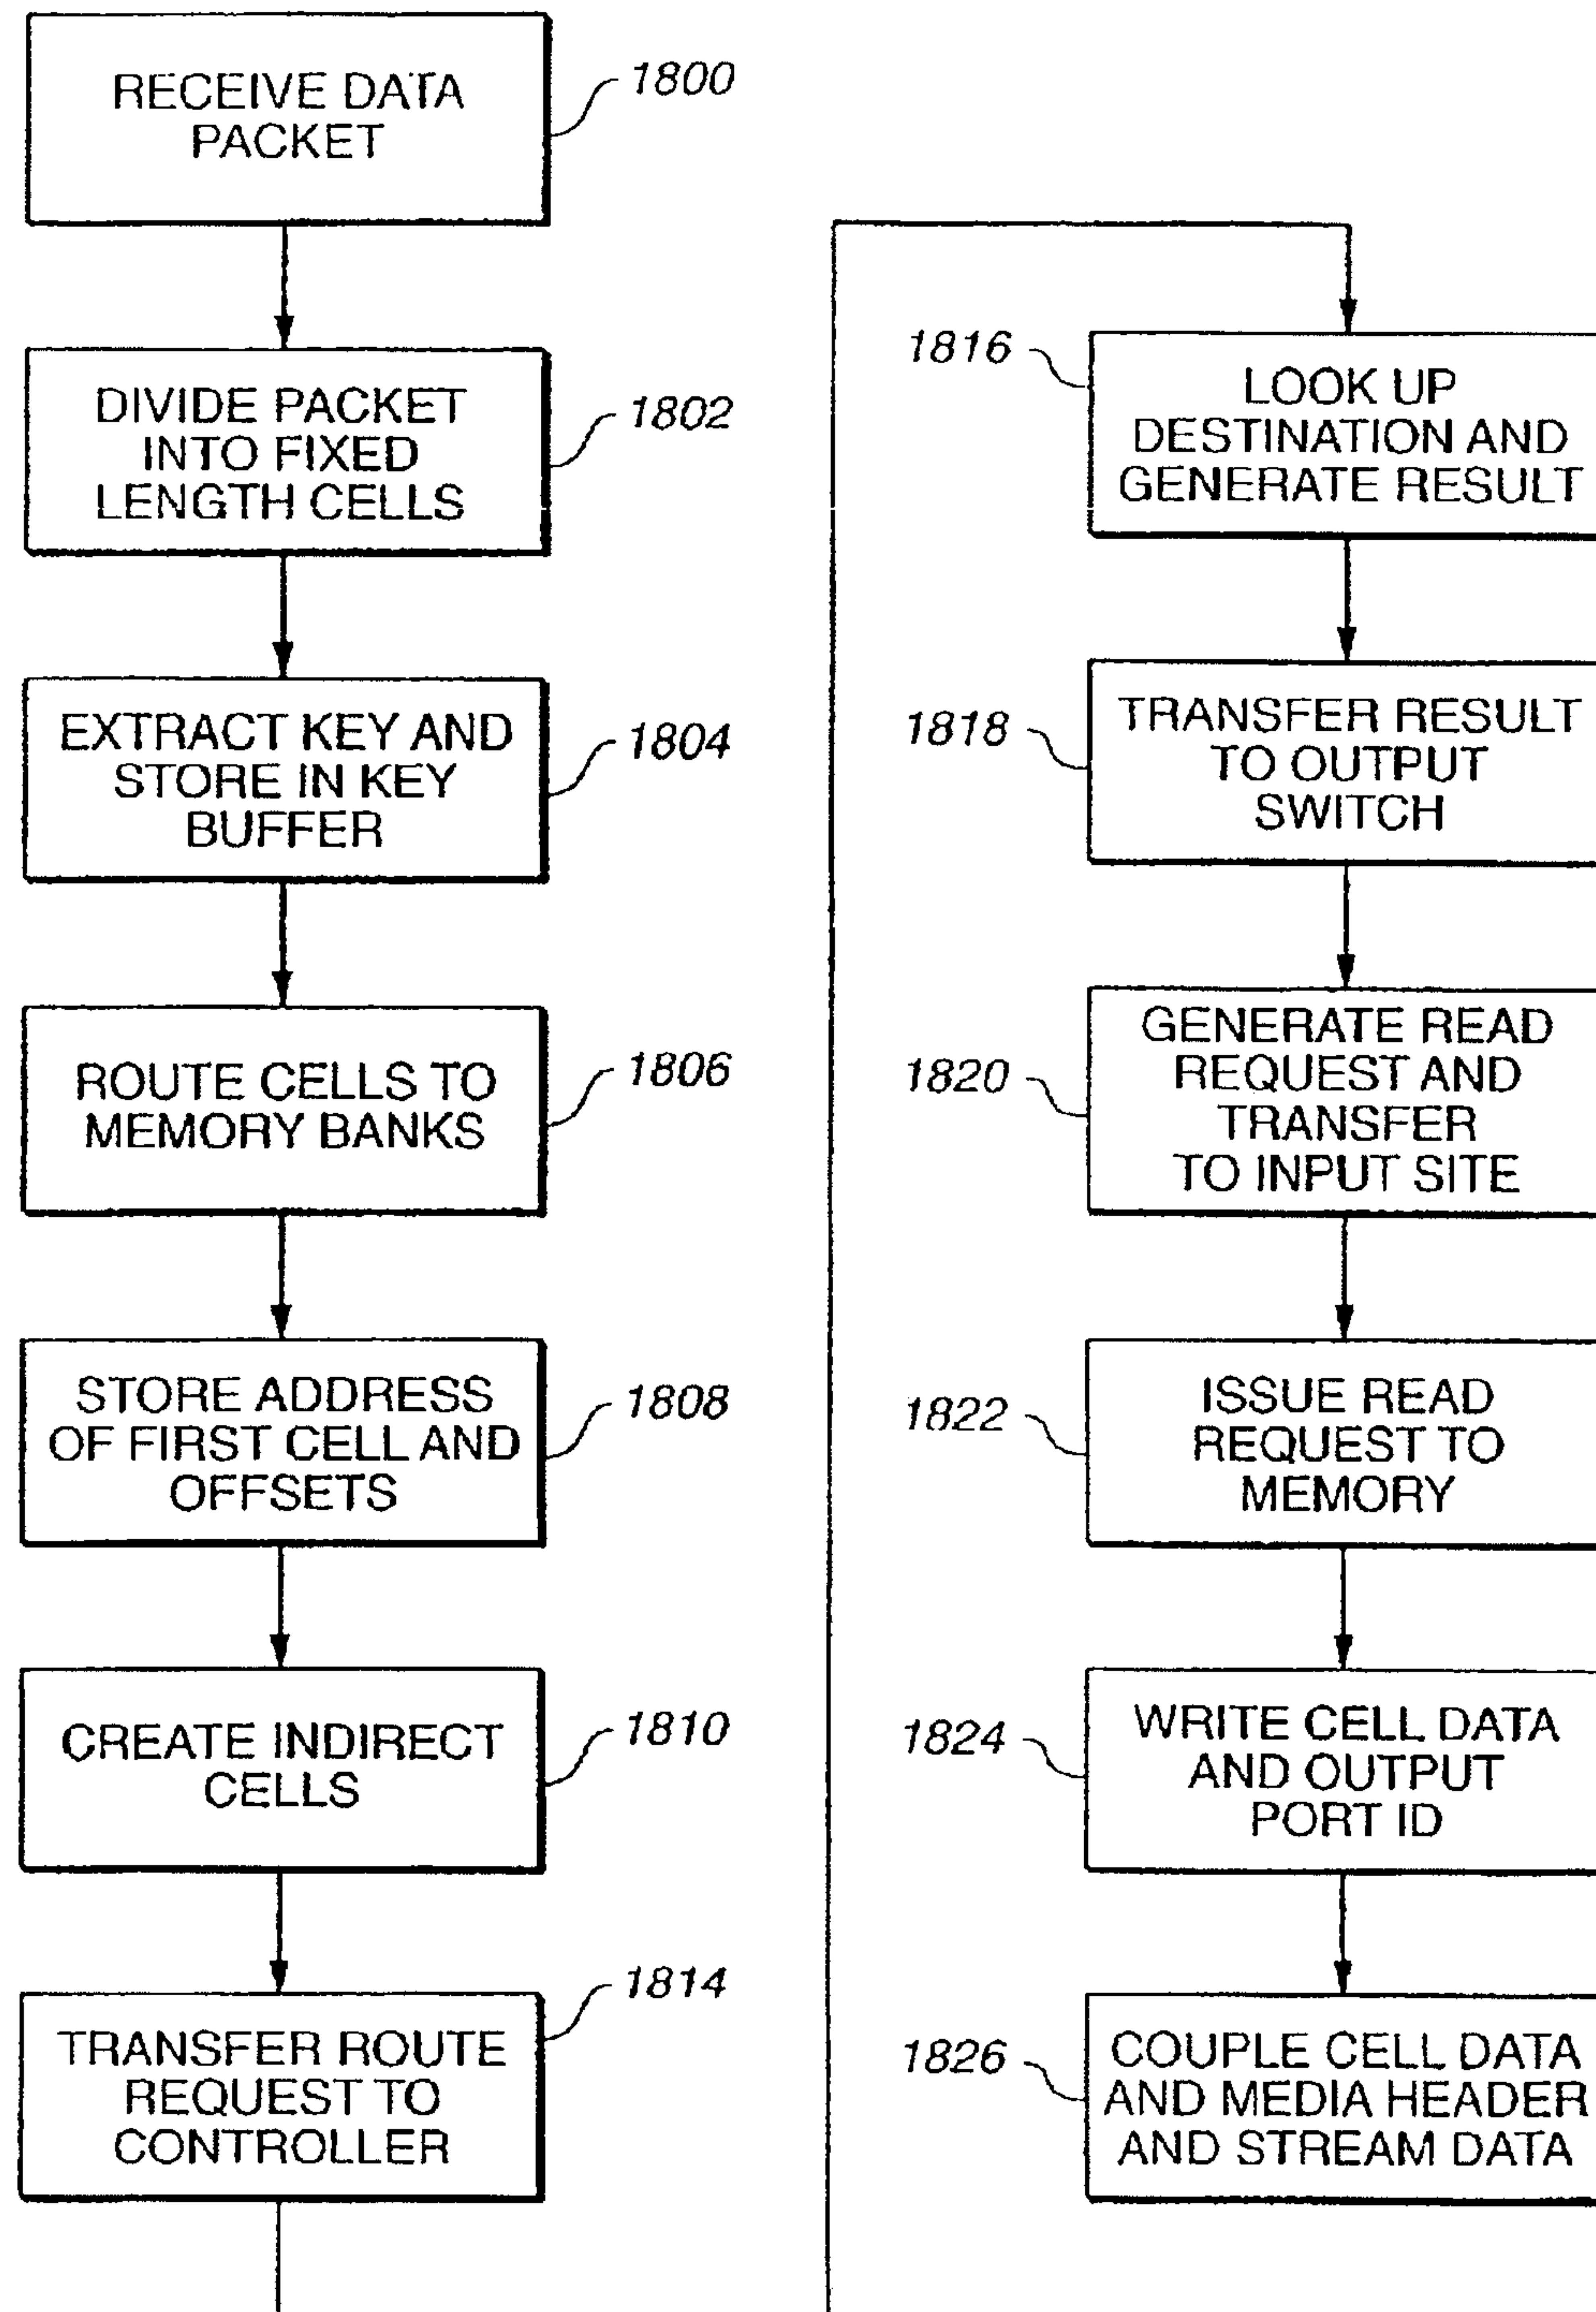 RECEIVE DATA
PACKET
1800
DIVIDE PACKET
INTO FIXED
LENGTH CELLS
1802
EXTRACT KEY AND
STORE IN KEY
BUFFER
1804
ROUTE CELLS TO
MEMORY BANKS
1806
STORE ADDRESS
OF FIRST CELL AND
OFFSETS
1808
CREATE INDIRECT
CELLS
1810
TRANSFER ROUTE
REQUEST TO
CONTROLLER
1814
1816
LOOK UP
DESTINATION AND
GENERATE RESULT
1818
TRANSFER RESULT
TO OUTPUT
SWITCH
1820
GENERATE READ
REQUEST AND
TRANSFER
TO INPUT SITE
1822
ISSUE READ
REQUEST TO
MEMORY
1824
WRITE CELL DATA
AND OUTPUT
PORT ID
1826
COUPLE CELL DATA
AND MEDIA HEADER
AND STREAM DATA